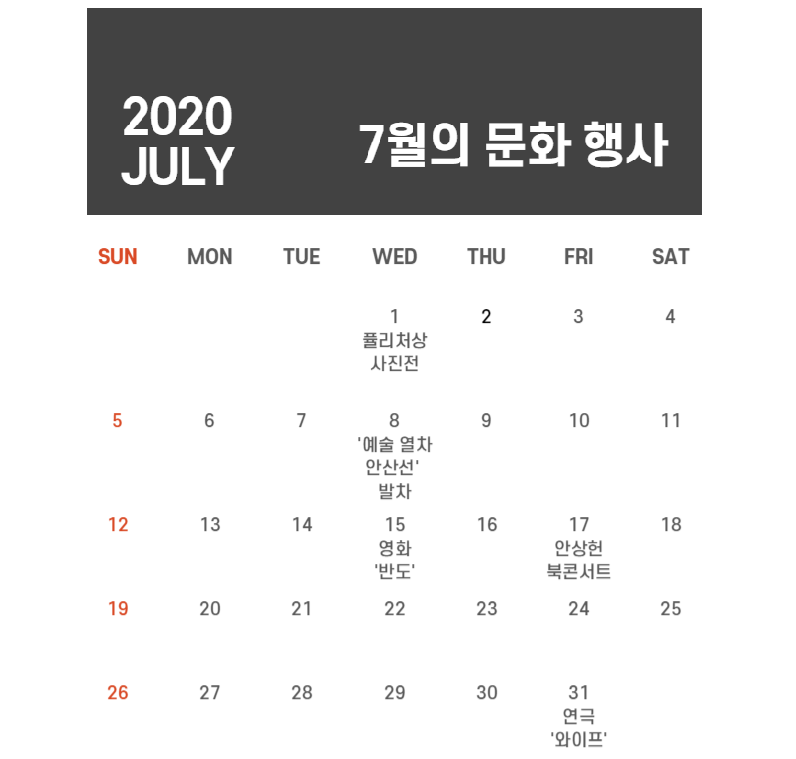 2020
JULY
7월의 문화 행사
SUN MON TUE WED THU FRI SAT
1 2 3 4
퓰리처상
사진전
5 6 7 8 9 10 11
'예술 열차
안산선'
발차
12 13 14 15 16 17 18
영화 안상헌
'반도' 북콘서트
19 20 21 22 23 24 25
26 27 28 29 30 31
연극
'와이프'